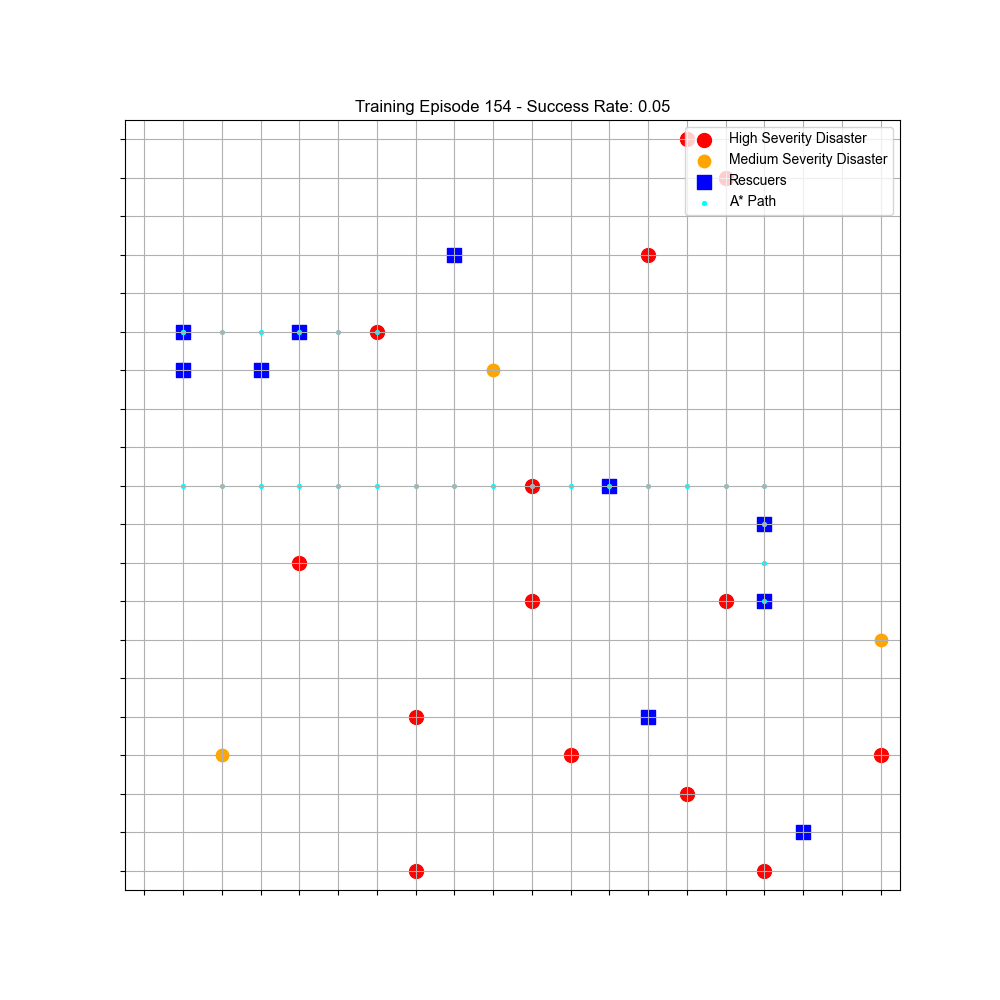 Training Episode 154 - Success Rate: 0.05
High Severity Disaster
Medium Severity Disaster
Rescuers
A* Path